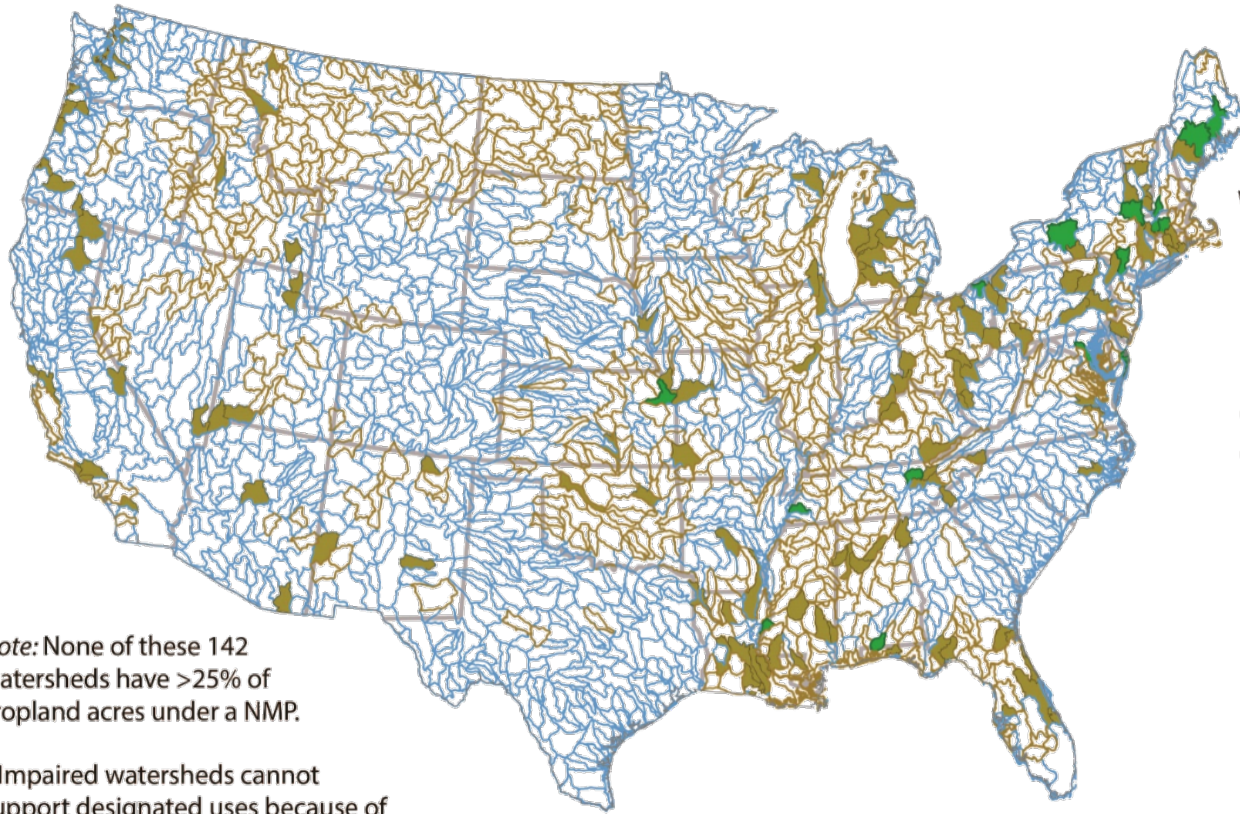 ote: None of these 142
atersheds have >25% of
ropland acres under a NMP.
Impaired watersheds cannot
upport designated uses because of